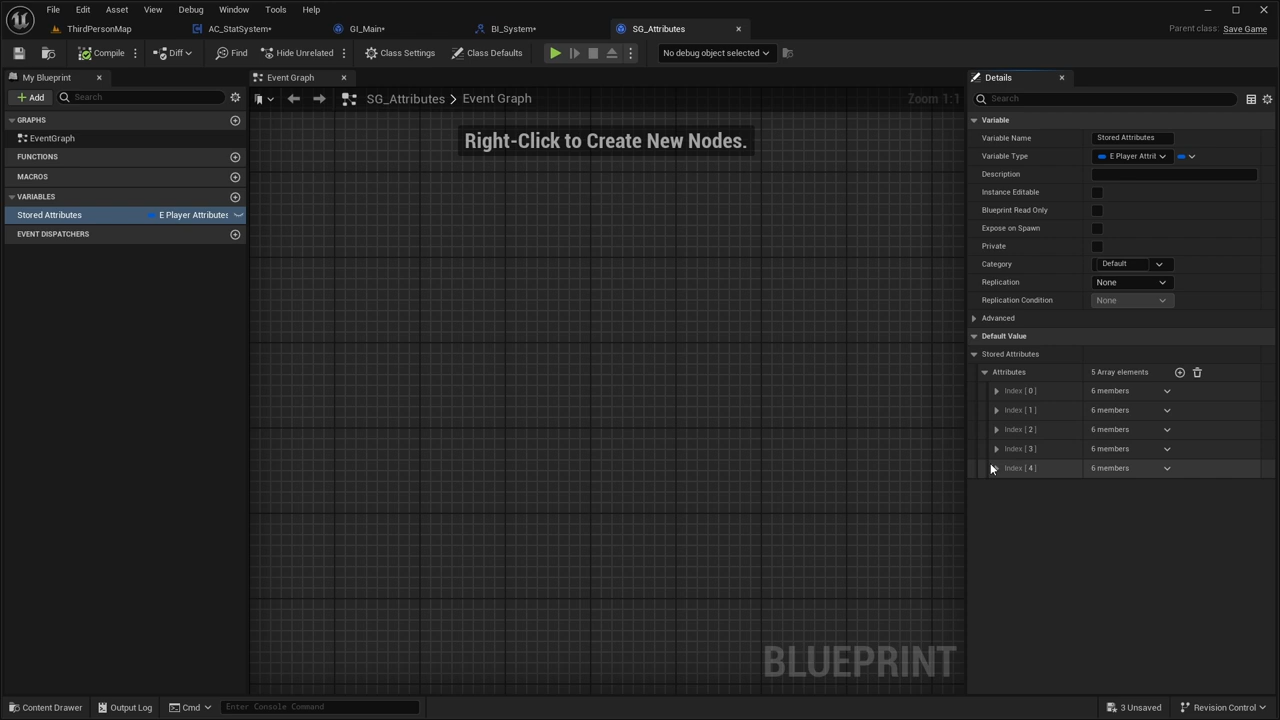 File Edit Asset View Debug Window Tools Help
ThirdPersonMap AC_StatSystem* GI_Main* BI_System* SG_Attributes Parent class: Save Game
Compile Diff Find Hide Unrelated Class Settings Class Defaults No debug object selected
My Blueprint Event Graph Details
Add Search SG_Attributes Event Graph Zoom 1:1 Search
GRAPHS
EventGraph
FUNCTIONS
MACROS
VARIABLES
Stored Attributes E Player Attributes
EVENT DISPATCHERS
Right-Click to Create New Nodes.
BLUEPRINT
Variable
Variable Name Stored Attributes
Variable Type E Player Attril
Description
Instance Editable
Blueprint Read Only
Expose on Spawn
Private
Category Default
Replication None
Replication Condition None
Advanced
Default Value
Stored Attributes
Attributes 5 Array elements
Index [ 0 ] 6 members
Index [ 1 ] 6 members
Index [ 2 ] 6 members
Index [ 3 ] 6 members
Index [ 4 ] 6 members
Content Drawer Output Log Cmd Enter Console Command 3 Unsaved Revision Control